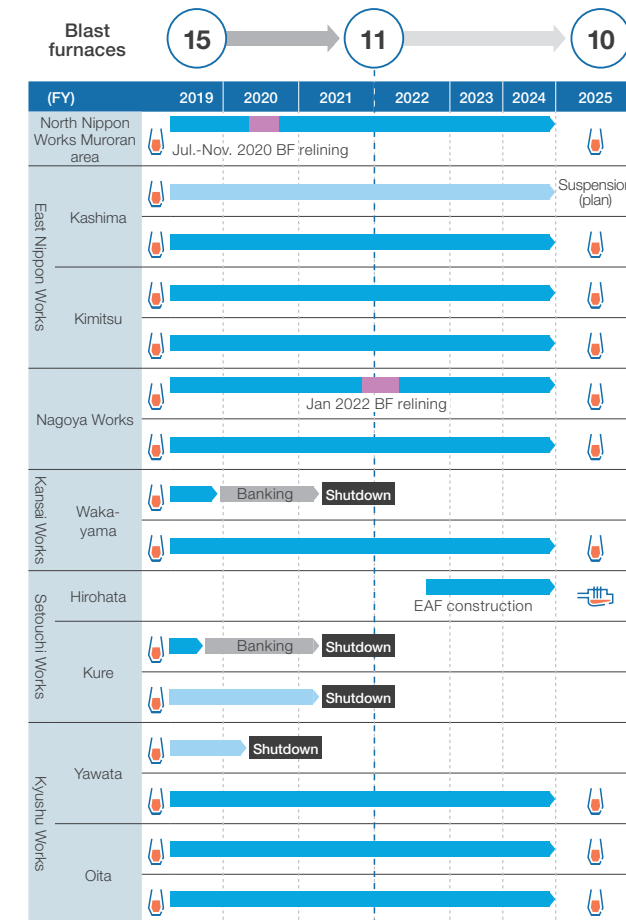 Blast
furnaces
15
11
10
(FY)
2019
2020
2021
2022
2023
2024
2025
North Nippon
Works Muroran
area
Jul.-Nov. 2020 BF relining
East Nippon Works
Kashima
Suspension
(plan)
Kimitsu
Nagoya Works
Jan 2022 BF relining
Kansai Works
Waka-
yama
Banking
Shutdown
Setouchi Works
Hirohata
EAF construction
Kure
Banking
Shutdown
Shutdown
Kyushu Works
Yawata
Shutdown
Oita